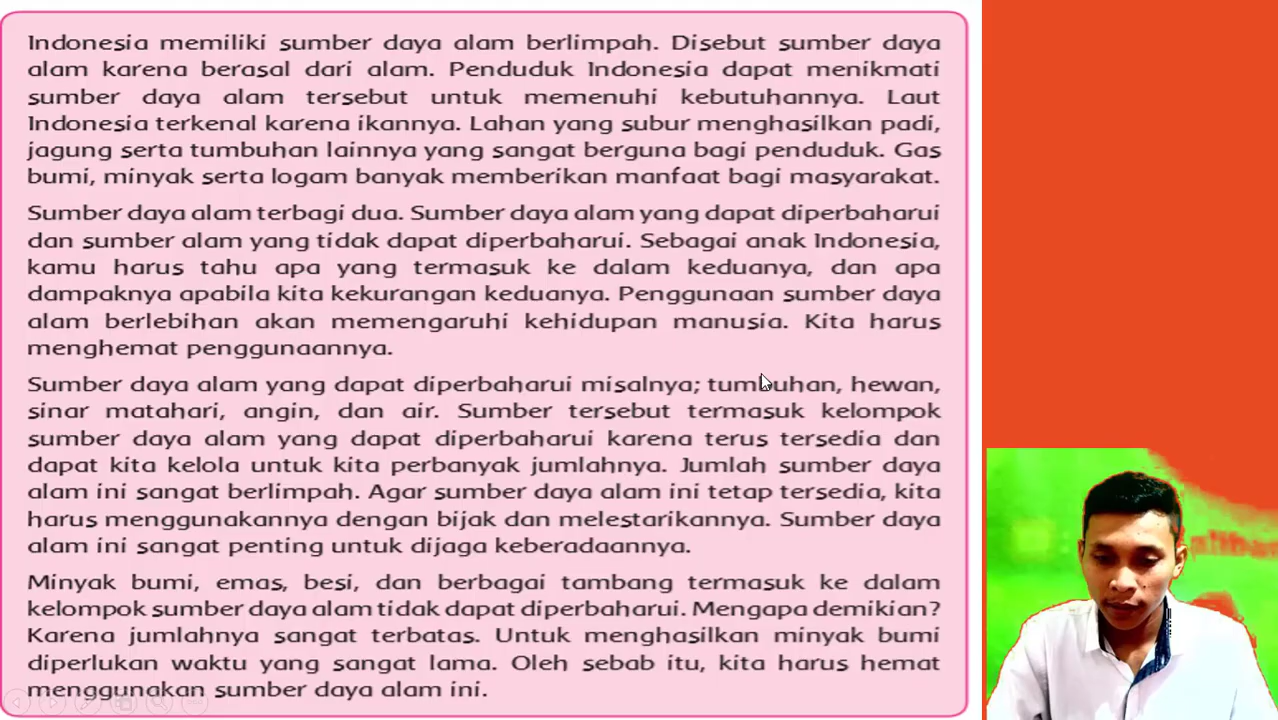 Indonesia memiliki sumber daya alam berlimpah. Disebut sumber daya
alam karena berasal dari alam. Penduduk Indonesia dapat menikmati
sumber daya alam tersebut untuk memenuhi kebutuhannya. Laut
Indonesia terkenal karena ikannya. Lahan yang subur menghasilkan padi,
jagung serta tumbuhan lainnya yang sangat berguna bagi penduduk. Gas
bumi, minyak serta logam banyak memberikan manfaat bagi masyarakat.
Sumber daya alam terbagi dua. Sumber daya alam yang dapat diperbaharui
dan sumber alam yang tidak dapat diperbaharui. Sebagai anak Indonesia,
kamu harus tahu apa yang termasuk ke dalam keduanya, dan apa
dampaknya apabila kita kekurangan keduanya. Penggunaan sumber daya
alam berlebihan akan memengaruhi kehidupan manusia. Kita harus
menghemat penggunaannya.
Sumber daya alam yang dapat diperbaharui misalnya; tumbuhan, hewan,
sinar matahari, angin, dan air. Sumber tersebut termasuk kelompok
sumber daya alam yang dapat diperbaharui karena terus tersedia dan
dapat kita kelola untuk kita perbanyak jumlahnya. Jumlah sumber daya
alam ini sangat berlimpah. Agar sumber daya alam ini tetap tersedia, kita
harus menggunakannya dengan bijak dan melestarikannya. Sumber daya
alam ini sangat penting untuk dijaga keberadaannya.
Minyak bumi, emas, besi, dan berbagai tambang termasuk ke dalam
kelompok sumber daya alam tidak dapat diperbaharui. Mengapa demikian?
Karena jumlahnya sangat terbatas. Untuk menghasilkan minyak bumi
diperlukan waktu yang sangat lama. Oleh sebab itu, kita harus hemat
menggunakan sumber daya alam ini.